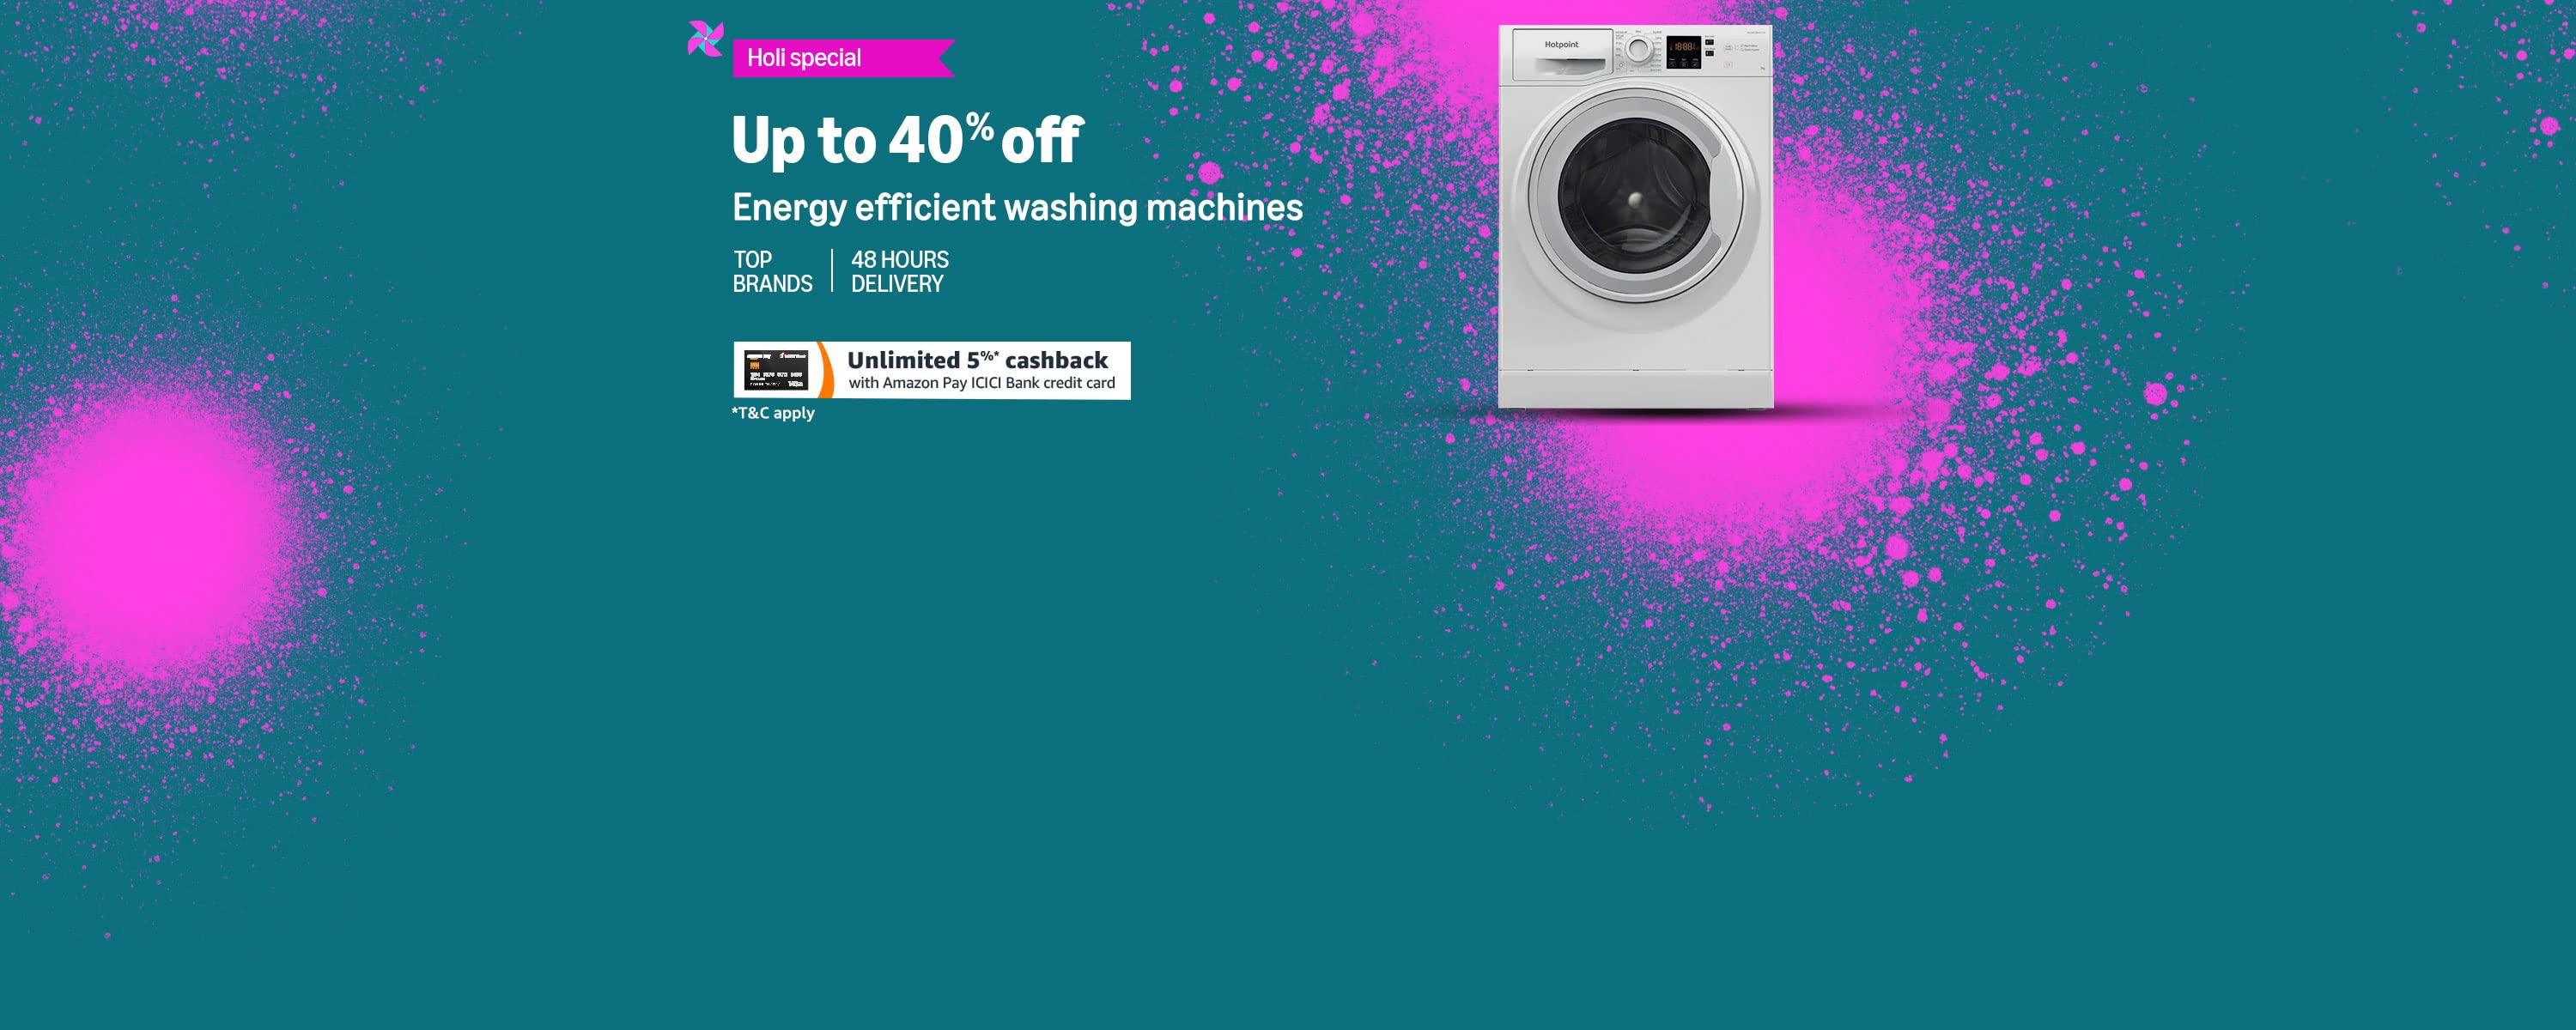 Holi special
Up to 40% off
Energy efficient washing machines
TOP
BRANDS
48 HOURS
DELIVERY
Unlimited 5%* cashback
with Amazon Pay ICICI Bank credit card
*T&C apply
Hotpoint